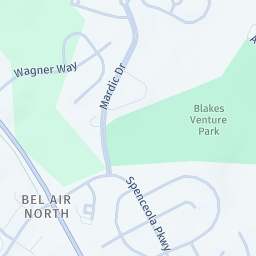 A
Wagner Way
Mardic Dr
Blakes
Venture
Park
BEL AIR
NORTH
Spenceola Pkwy